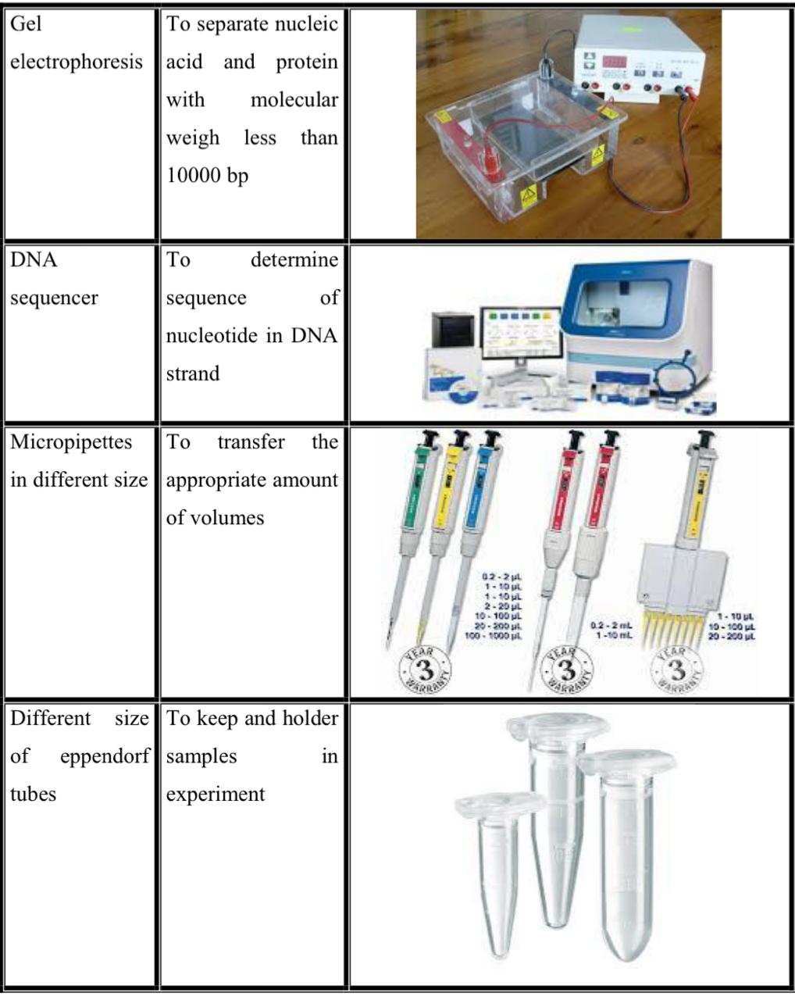 Gel
electrophoresis
To separate nucleic
acid and protein
with molecular
weigh less than
10000 bp
DNA
sequencer
To determine
sequence of
nucleotide in DNA
strand
Micropipettes
in different size
To transfer the
appropriate amount
of volumes
0.2 - 2 µL
1 - 10 µL
1 - 10 µL
2 - 20 µL
10 - 100 µL
20 - 200 µL
100 - 1000 µL
0.2 - 2 mL
1 - 10 mL
1 - 10 µL
10 - 100 µL
20 - 200 µL
YEAR
3
WARRANTY
YEAR
3
WARRANTY
YEAR
3
WARRANTY
Different size
of eppendorf
tubes
To keep and holder
samples in
experiment